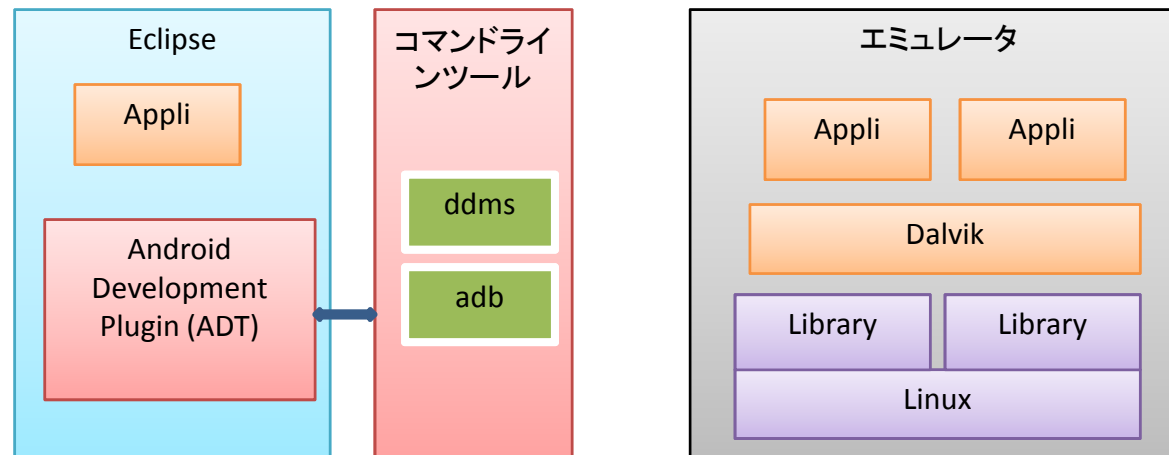 Eclipse
Appli
Android
Development
Plugin (ADT)
コマンドライ
ンツール
ddms
adb
エミュレータ
Appli
Appli
Dalvik
Library
Library
Linux